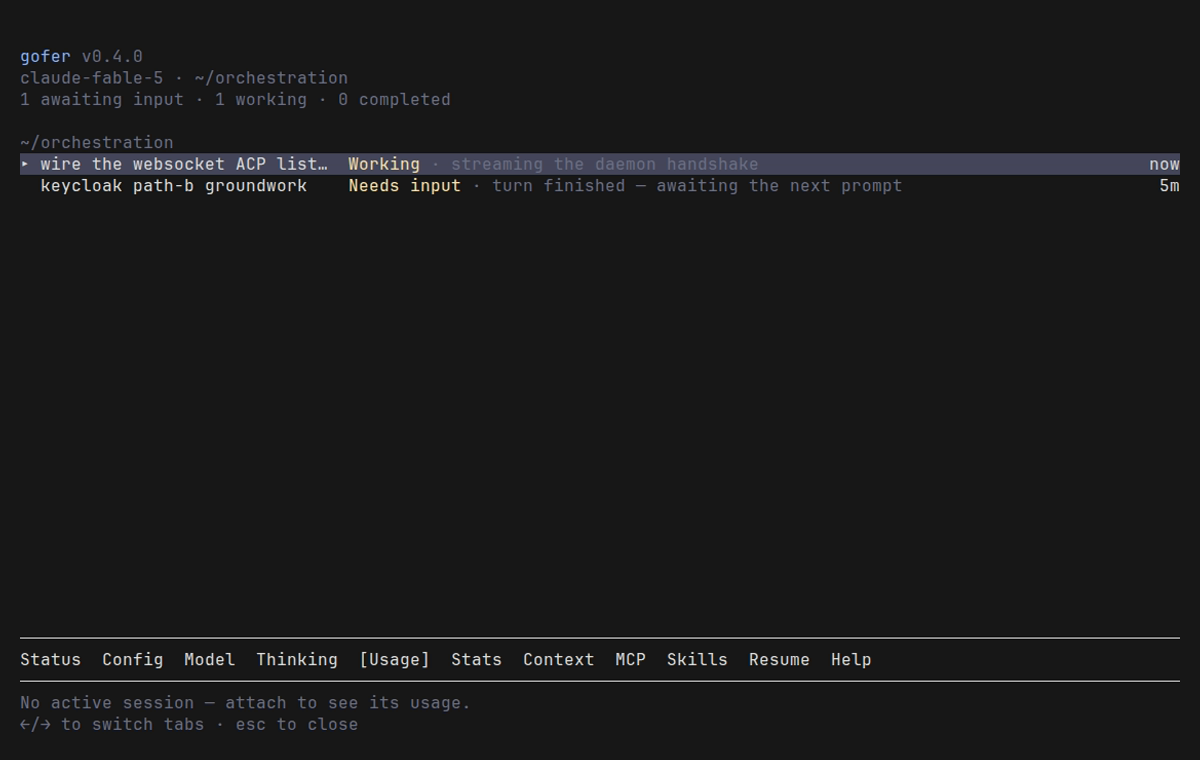 gofer v0.4.0
claude-fable-5 · ~/orchestration
1 awaiting input · 1 working · 0 completed
~/orchestration
▸ wire the websocket ACP list… Working · streaming the daemon handshake now
keycloak path-b groundwork Needs input · turn finished — awaiting the next prompt 5m
Status Config Model Thinking [Usage] Stats Context MCP Skills Resume Help
No active session — attach to see its usage.
←/→ to switch tabs · esc to close